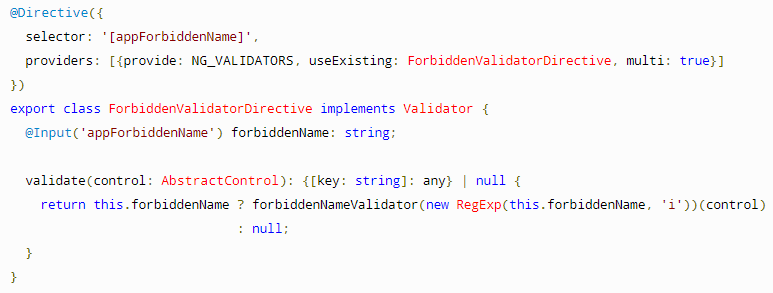 @Directive({
  selector: '[appForbiddenName]',
  providers: [{provide: NG_VALIDATORS, useExisting: ForbiddenValidatorDirective, multi: true}]
})
export class ForbiddenValidatorDirective implements Validator {
  @Input('appForbiddenName') forbiddenName: string;

  validate(control: AbstractControl): {[key: string]: any} | null {
    return this.forbiddenName ? forbiddenNameValidator(new RegExp(this.forbiddenName, 'i'))(control)
                              : null;
  }
}